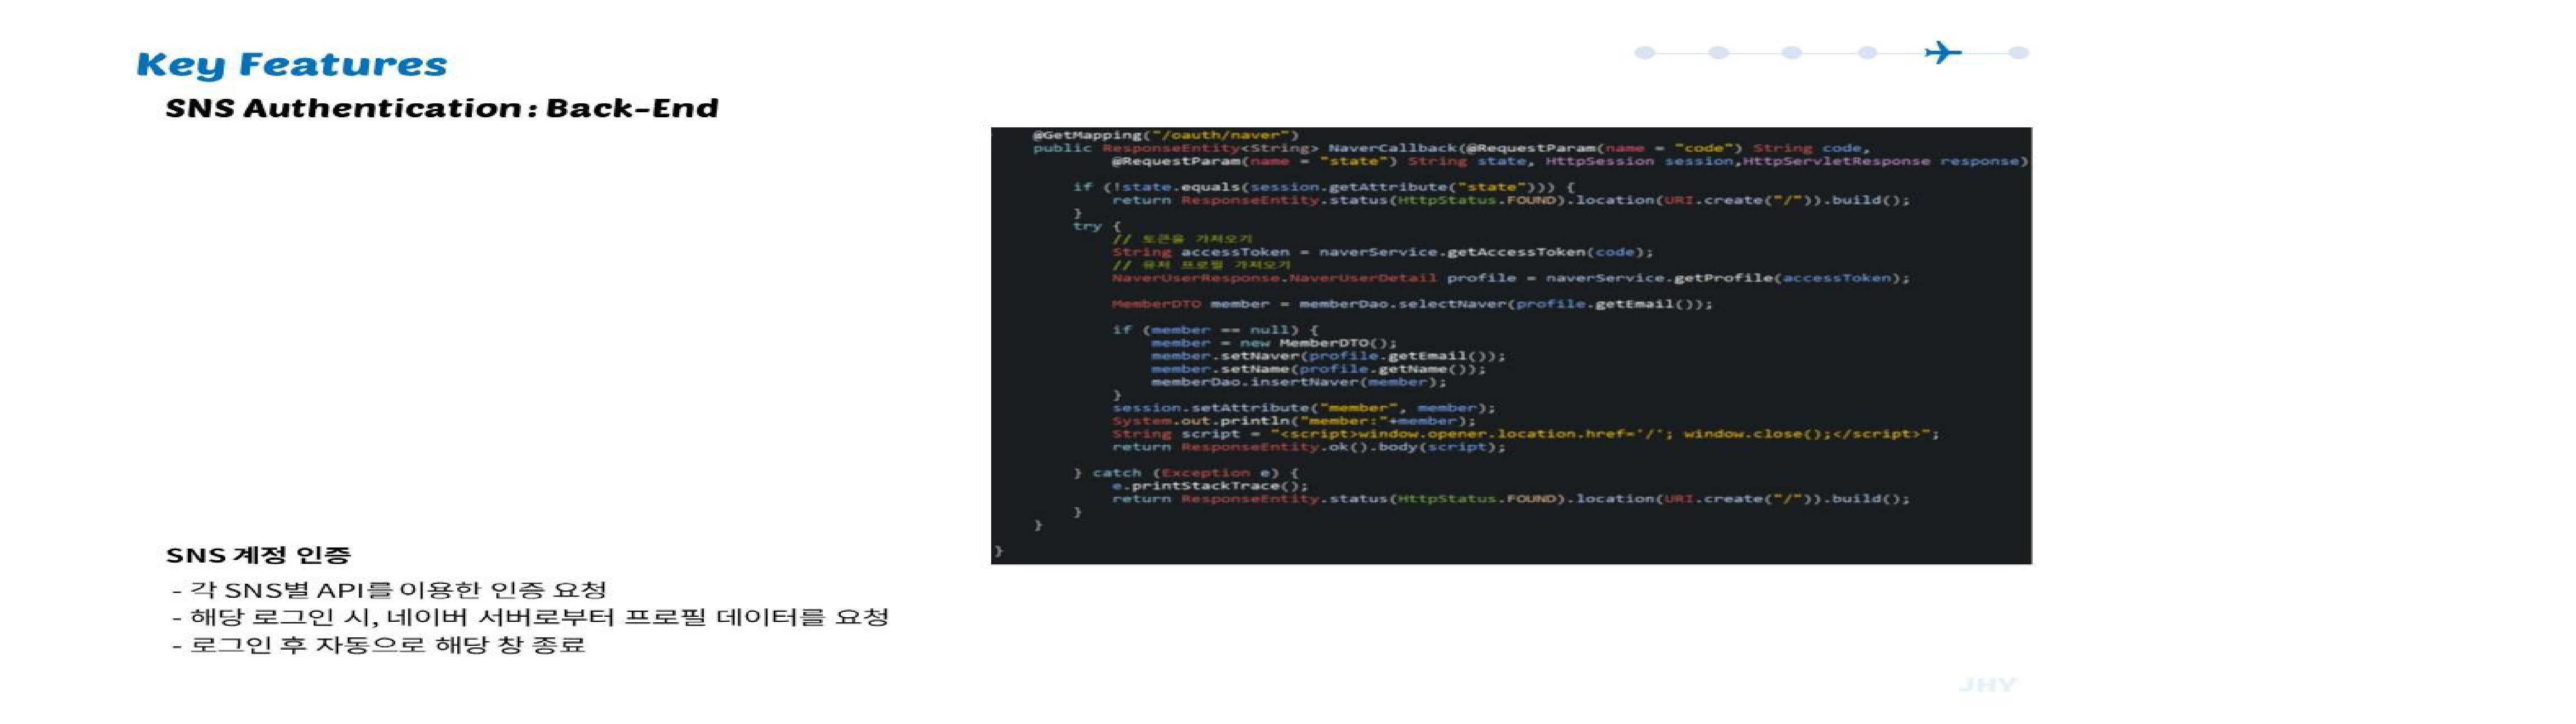 Key Features
SNS Authentication : Back-End
@GetMapping("/oauth/naver")
public ResponseEntity<String> NaverCallback(@RequestParam(name = "code") String code,
@RequestParam(name = "state") String state, HttpSession session,HttpServletResponse response)
if (!state.equals(session.getAttribute("state"))) {
return ResponseEntity.status(HttpStatus.FOUND).location(URI.create("/")).build();
}
try {
// 토큰을 가져오기
String accessToken = naverService.getAccessToken(code);
// 유저 프로필 가져오기
NaverUserResponse.NaverUserDetail profile = naverService.getProfile(accessToken);
MemberDTO member = memberDao.selectNaver(profile.getEmail());
if (member == null) {
member = new MemberDTO();
member.setNaver(profile.getEmail());
member.setName(profile.getName());
memberDao.insertNaver(member);
}
session.setAttribute("member", member);
System.out.println("member:"+member);
String script = "<script>window.opener.location.href='/'; window.close();</script>";
return ResponseEntity.ok().body(script);
} catch (Exception e) {
e.printStackTrace();
return ResponseEntity.status(HttpStatus.FOUND).location(URI.create("/")).build();
}
}
}
SNS 계정 인증
- 각 SNS별 API를 이용한 인증 요청
- 해당 로그인 시, 네이버 서버로부터 프로필 데이터를 요청
- 로그인 후 자동으로 해당 창 종료
JHY